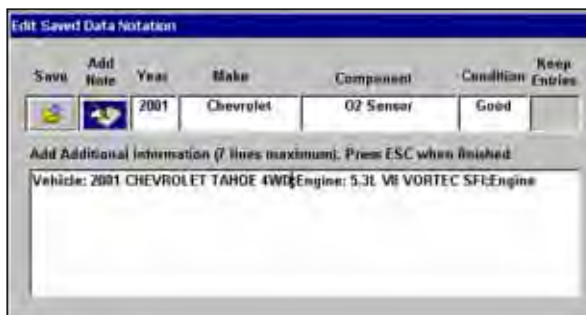 Edit Saved Data Notation
Save Add Note Year Make Component Condition Keep Entries
2001 Chevrolet O2 Sensor Good
Add Additional Information (7 lines maximum). Press ESC when finished
Vehicle: 2001 CHEVROLET TAHOE 4WD;Engine: 5.3L V8 VORTEC SFI;Engine